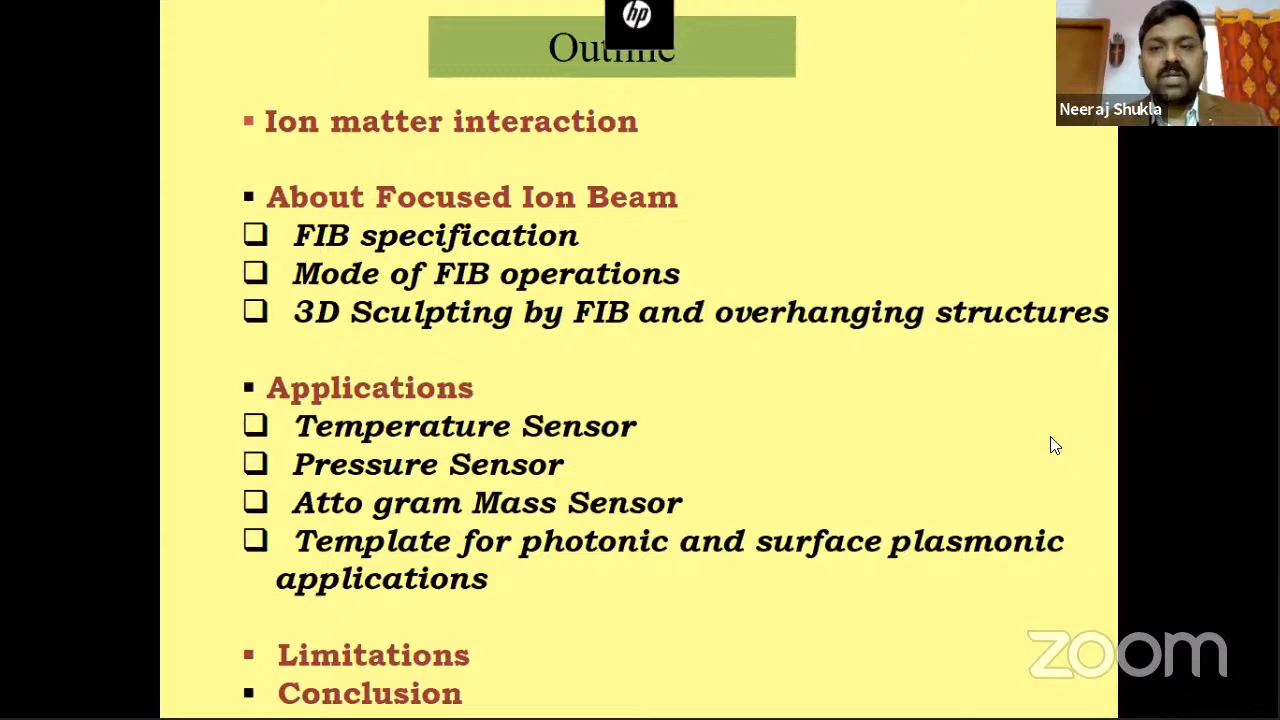 hp
Outline
Neeraj Shukla
Ion matter interaction
About Focused Ion Beam
FIB specification
Mode of FIB operations
3D Sculpting by FIB and overhanging structures
Applications
Temperature Sensor
Pressure Sensor
Atto gram Mass Sensor
Template for photonic and surface plasmonic
applications
Limitations
Conclusion
zoom